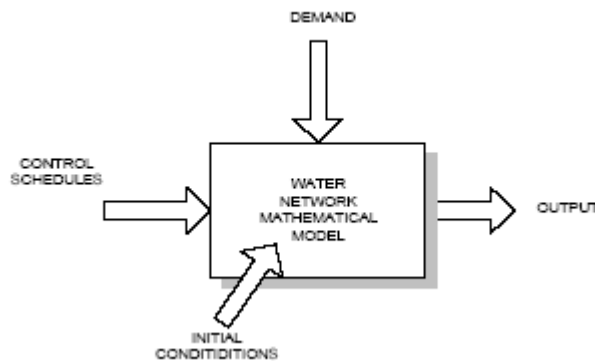 DEMAND
CONTROL
SCHEDULES
WATER
NETWORK
MATHEMATICAL
MODEL
OUTPUT
INITIAL
CONDITIDITIONS